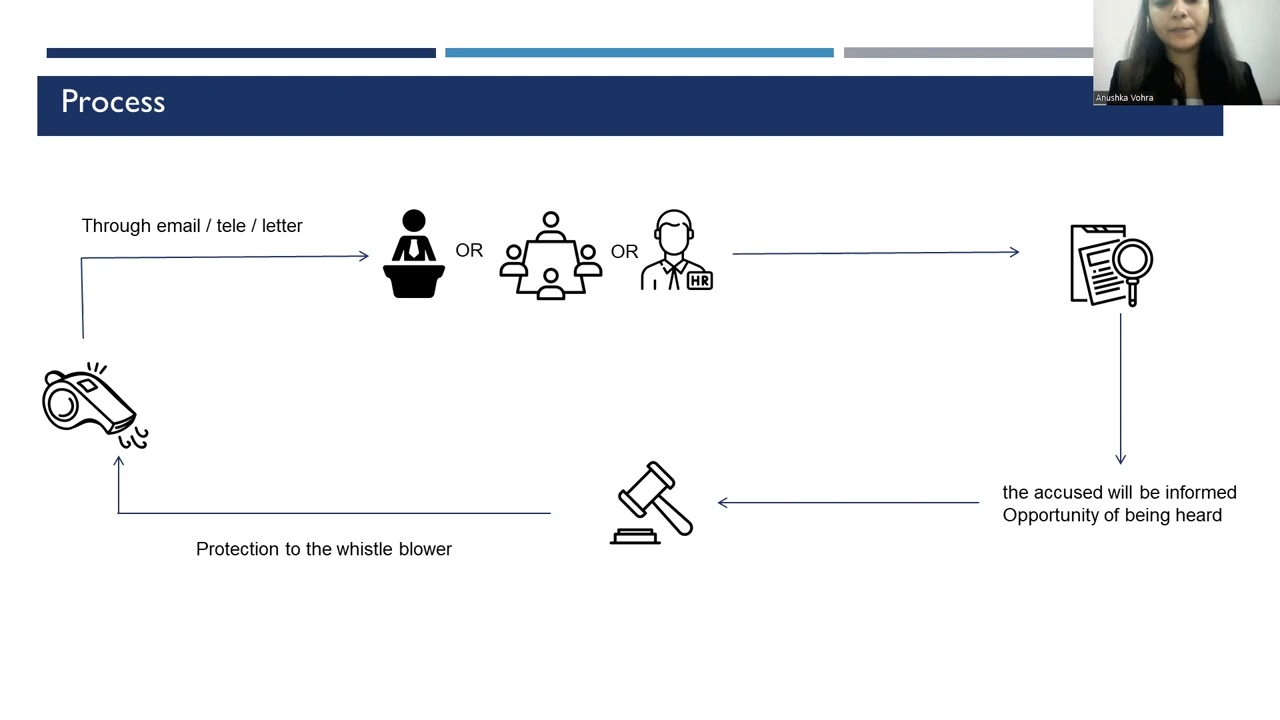 Process
Anushka Vohra
Through email / tele / letter
OR
OR
HR
the accused will be informed
Opportunity of being heard
Protection to the whistle blower